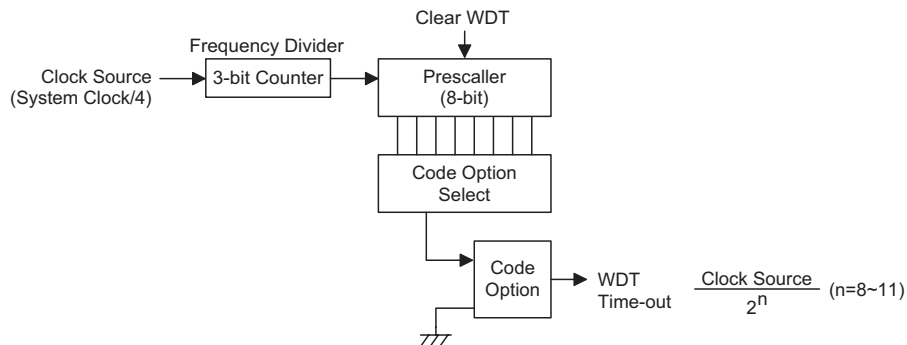 Clear WDT
Frequency Divider
Clock Source
(System Clock/4)
3-bit Counter
Prescaller
(8-bit)
Code Option
Select
Code
Option
WDT
Time-out
Clock Source
2^n
(n=8~11)